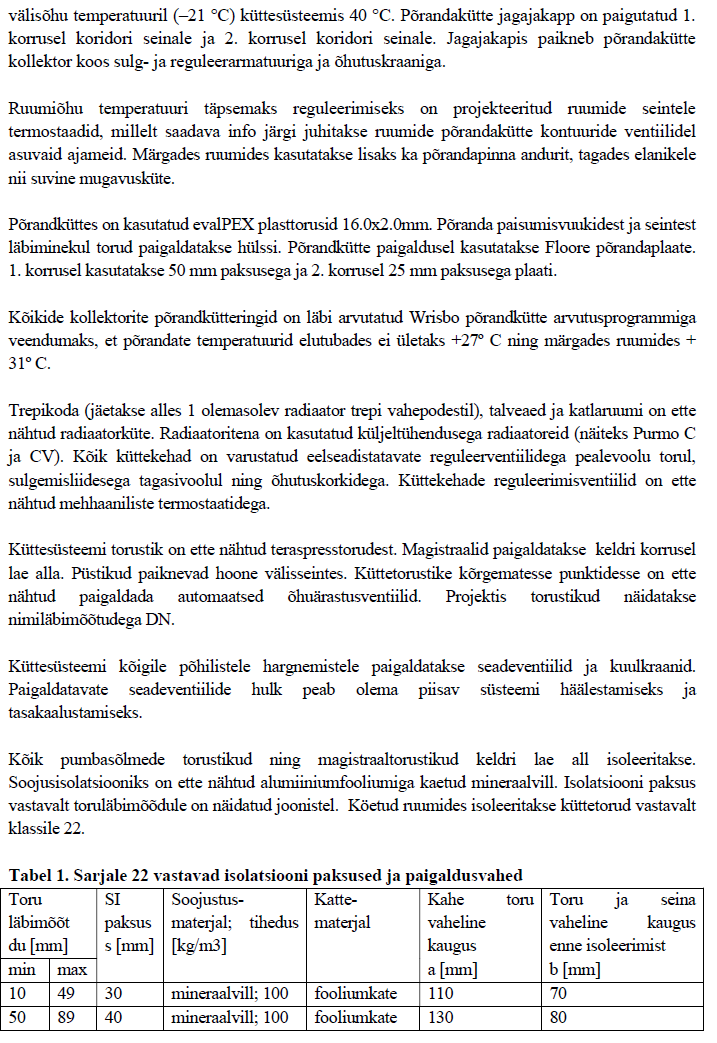 välisõhu temperatuuril (–21 °C) küttesüsteemis 40 °C. Põrandakütte jagajakapp on paigutatud 1.
korrusel koridori seinale ja 2. korrusel koridori seinale. Jagajakapis paikneb põrandakütte
kollektor koos sulg- ja reguleerarmatuuriga ja õhutuskraaniga.
Ruumiõhu temperatuuri täpsemaks reguleerimiseks on projekteeritud ruumide seintele
termostaadid, millelt saadava info järgi juhitakse ruumide põrandakütte kontuuride ventiilidel
asuvaid ajameid. Märgades ruumides kasutatakse lisaks ka põrandapinna andurit, tagades elanikele
nii suvine mugavusküte.
Põrandküttes on kasutatud evalPEX plasttorusid 16.0x2.0mm. Põranda paisumisvuukidest ja seintest
läbiminekul torud paigaldatakse hülssi. Põrandkütte paigaldusel kasutatakse Floore põrandaplaate.
1. korrusel kasutatakse 50 mm paksusega ja 2. korrusel 25 mm paksusega plaati.
Kõikide kollektorite põrandkütteringid on läbi arvutatud Wrisbo põrandkütte arvutusprogrammiga
veendumaks, et põrandate temperatuurid elutubades ei ületaks +27º C ning märgades ruumides +
31º C.
Trepikoda (jäetakse alles 1 olemasolev radiaator trepi vahepodestil), talveaed ja katlaruumi on ette
nähtud radiaatorküte. Radiaatoritena on kasutatud küljeltühendusega radiaatoreid (näiteks Purmo C
ja CV). Kõik küttekehad on varustatud eelseadistatavate reguleerventiilidega pealevoolu torul,
sulgemisliidesega tagasivoolul ning õhutuskorkidega. Küttekehade reguleerimisventiilid on ette
nähtud mehhaaniliste termostaatidega.
Küttesüsteemi torustik on ette nähtud teraspresstorudest. Magistraalid paigaldatakse keldri korrusel
lae alla. Püstikud paiknevad hoone välisseintes. Küttetorustike kõrgematesse punktidesse on ette
nähtud paigaldada automaatsed õhuärastusventiilid. Projektis torustikud näidatakse
nimiläbimõõtudega DN.
Küttesüsteemi kõigile põhilistele hargnemistele paigaldatakse seadeventiilid ja kuulkraanid.
Paigaldatavate seadeventiilide hulk peab olema piisav süsteemi häälestamiseks ja
tasakaalustamiseks.
Kõik pumbasõlmede torustikud ning magistraaltorustikud keldri lae all isoleeritakse.
Soojusisolatsiooniks on ette nähtud alumiiniumfooliumiga kaetud mineraalvill. Isolatsiooni paksus
vastavalt toruläbimõõdule on näidatud joonistel. Köetud ruumides isoleeritakse küttetorud vastavalt
klassile 22.
Tabel 1. Sarjale 22 vastavad isolatsiooni paksused ja paigaldusvahed
Toru SI Soojustus- Katte- Kahe toru Toru ja seina
läbimõõt paksus materjal; tihedus materjal vaheline vaheline kaugus
du [mm] s [mm] [kg/m3] kaugus enne isoleerimist
min max a [mm] b [mm]
10 49 30 mineraalvill; 100 fooliumkate 110 70
50 89 40 mineraalvill; 100 fooliumkate 130 80